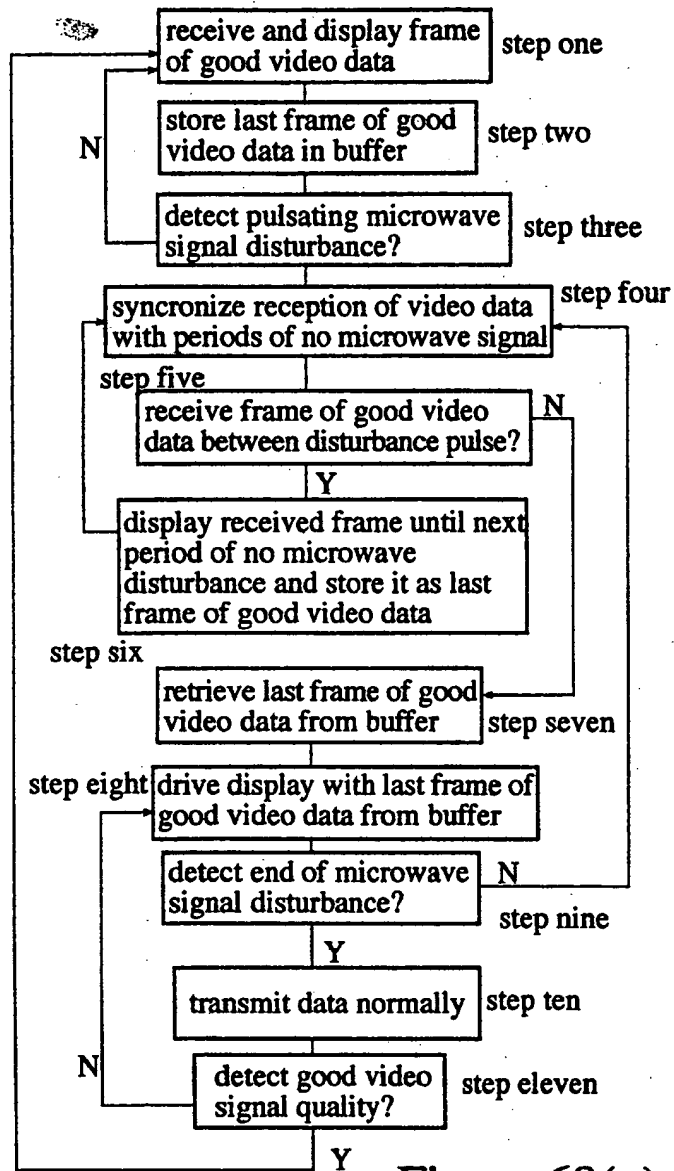 receive and display frame
of good video data
step one
store last frame of good
video data in buffer
step two
N
detect pulsating microwave
signal disturbance?
step three
syncronize reception of video data
with periods of no microwave signal
step four
step five
receive frame of good video
data between disturbance pulse?
N
Y
display received frame until next
period of no microwave
disturbance and store it as last
frame of good video data
step six
retrieve last frame of good
video data from buffer
step seven
step eight
drive display with last frame of
good video data from buffer
detect end of microwave
signal disturbance?
N
step nine
Y
transmit data normally
step ten
N
detect good video
signal quality?
step eleven
Y